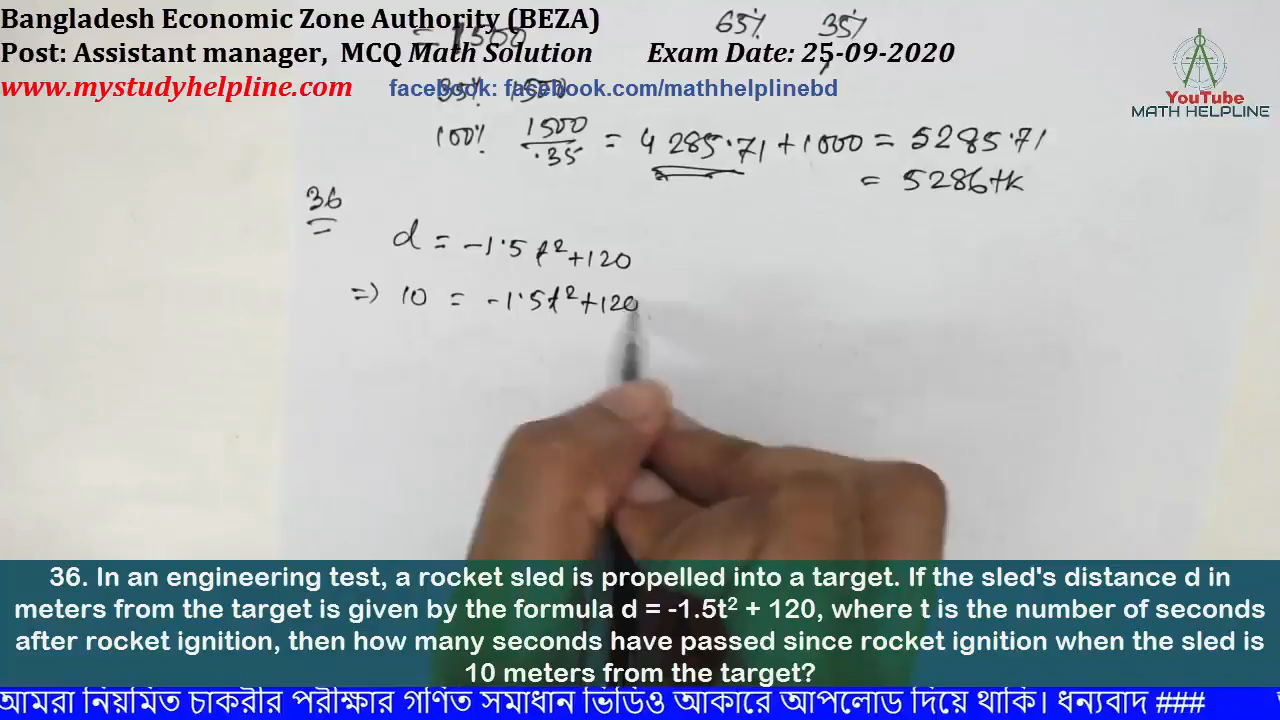 Bangladesh Economic Zone Authority (BEZA)
65% 35%
= 1500
Post: Assistant manager, MCQ Math Solution Exam Date: 25-09-2020
www.mystudyhelpline.com
facebook: facebook.com/mathhelplinebd
35% 1500
YouTube
MATH HELPLINE
100% 1500/.35 = 4285.71 + 1000 = 5285.71
= 5286 tk
36
d = -1.5t² + 120
=> 10 = -1.5t² + 120
36. In an engineering test, a rocket sled is propelled into a target. If the sled's distance d in
meters from the target is given by the formula d = -1.5t² + 120, where t is the number of seconds
after rocket ignition, then how many seconds have passed since rocket ignition when the sled is
10 meters from the target?
আমরা নিয়মিত চাকরীর পরীক্ষার গণিত সমাধান ভিডিও আকারে আপলোড দিয়ে থাকি। ধন্যবাদ ###